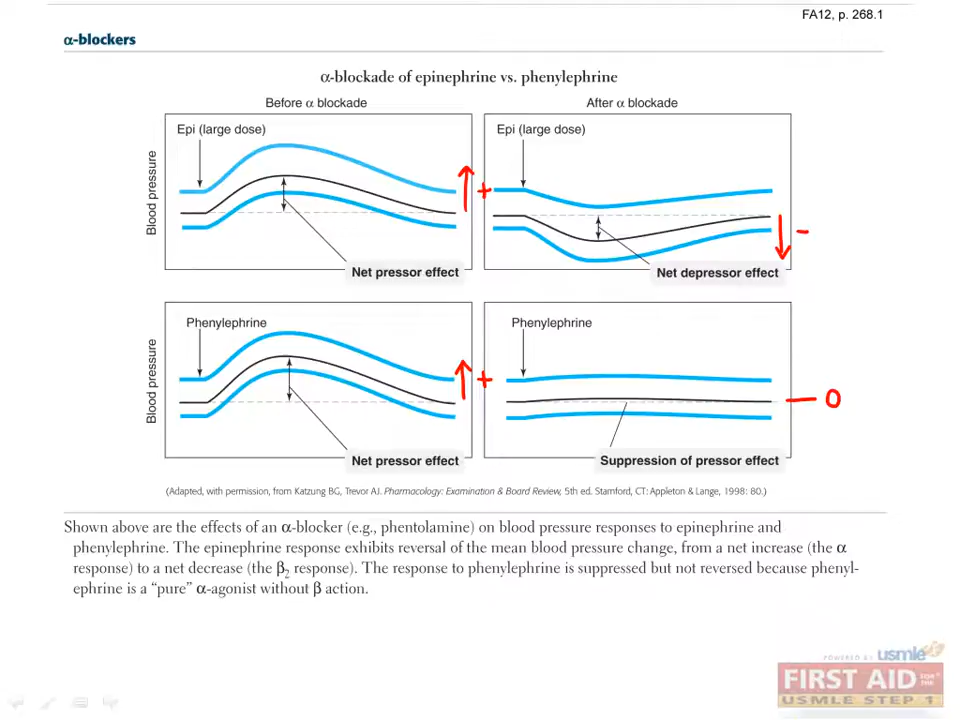 FA12, p. 268.1
α-blockers
α-blockade of epinephrine vs. phenylephrine
Before α blockade
After α blockade
Epi (large dose)
Epi (large dose)
Blood pressure
+
-
Net pressor effect
Net depressor effect
Phenylephrine
Phenylephrine
Blood pressure
+
0
Net pressor effect
Suppression of pressor effect
(Adapted, with permission, from Katzung BG, Trevor AJ. Pharmacology: Examination & Board Review, 5th ed. Stamford, CT: Appleton & Lange, 1998: 80.)
Shown above are the effects of an α-blocker (e.g., phentolamine) on blood pressure responses to epinephrine and
phenylephrine. The epinephrine response exhibits reversal of the mean blood pressure change, from a net increase (the α
response) to a net decrease (the β2 response). The response to phenylephrine is suppressed but not reversed because phenyl-
ephrine is a “pure” α-agonist without β action.
POWERED BY usmle
FIRST AID FOR THE
USMLE STEP 1